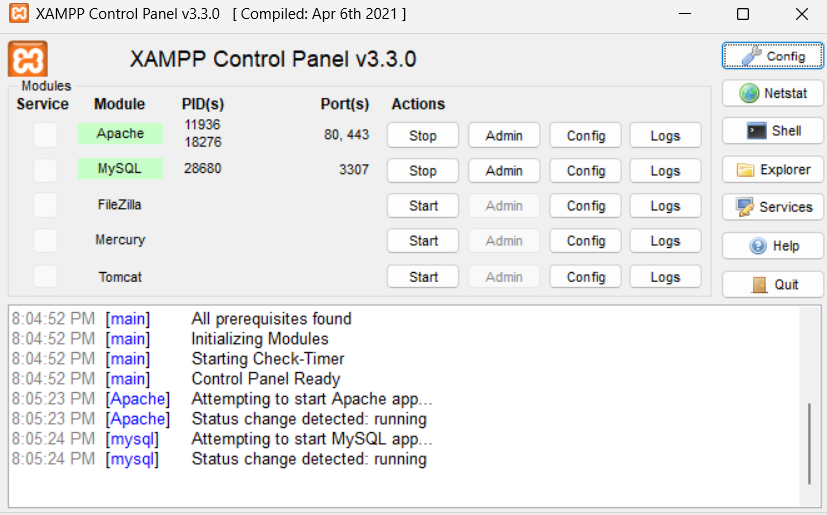 XAMPP Control Panel v3.3.0 [ Compiled: Apr 6th 2021 ]
XAMPP Control Panel v3.3.0
Config
Modules
Service Module PID(s) Port(s) Actions
Netstat
Apache 11936 18276 80, 443 Stop Admin Config Logs
Shell
MySQL 28680 3307 Stop Admin Config Logs
Explorer
FileZilla Start Admin Config Logs
Services
Mercury Start Admin Config Logs
Help
Tomcat Start Admin Config Logs
Quit
8:04:52 PM [main] All prerequisites found
8:04:52 PM [main] Initializing Modules
8:04:52 PM [main] Starting Check-Timer
8:04:52 PM [main] Control Panel Ready
8:05:23 PM [Apache] Attempting to start Apache app...
8:05:23 PM [Apache] Status change detected: running
8:05:24 PM [mysql] Attempting to start MySQL app...
8:05:24 PM [mysql] Status change detected: running